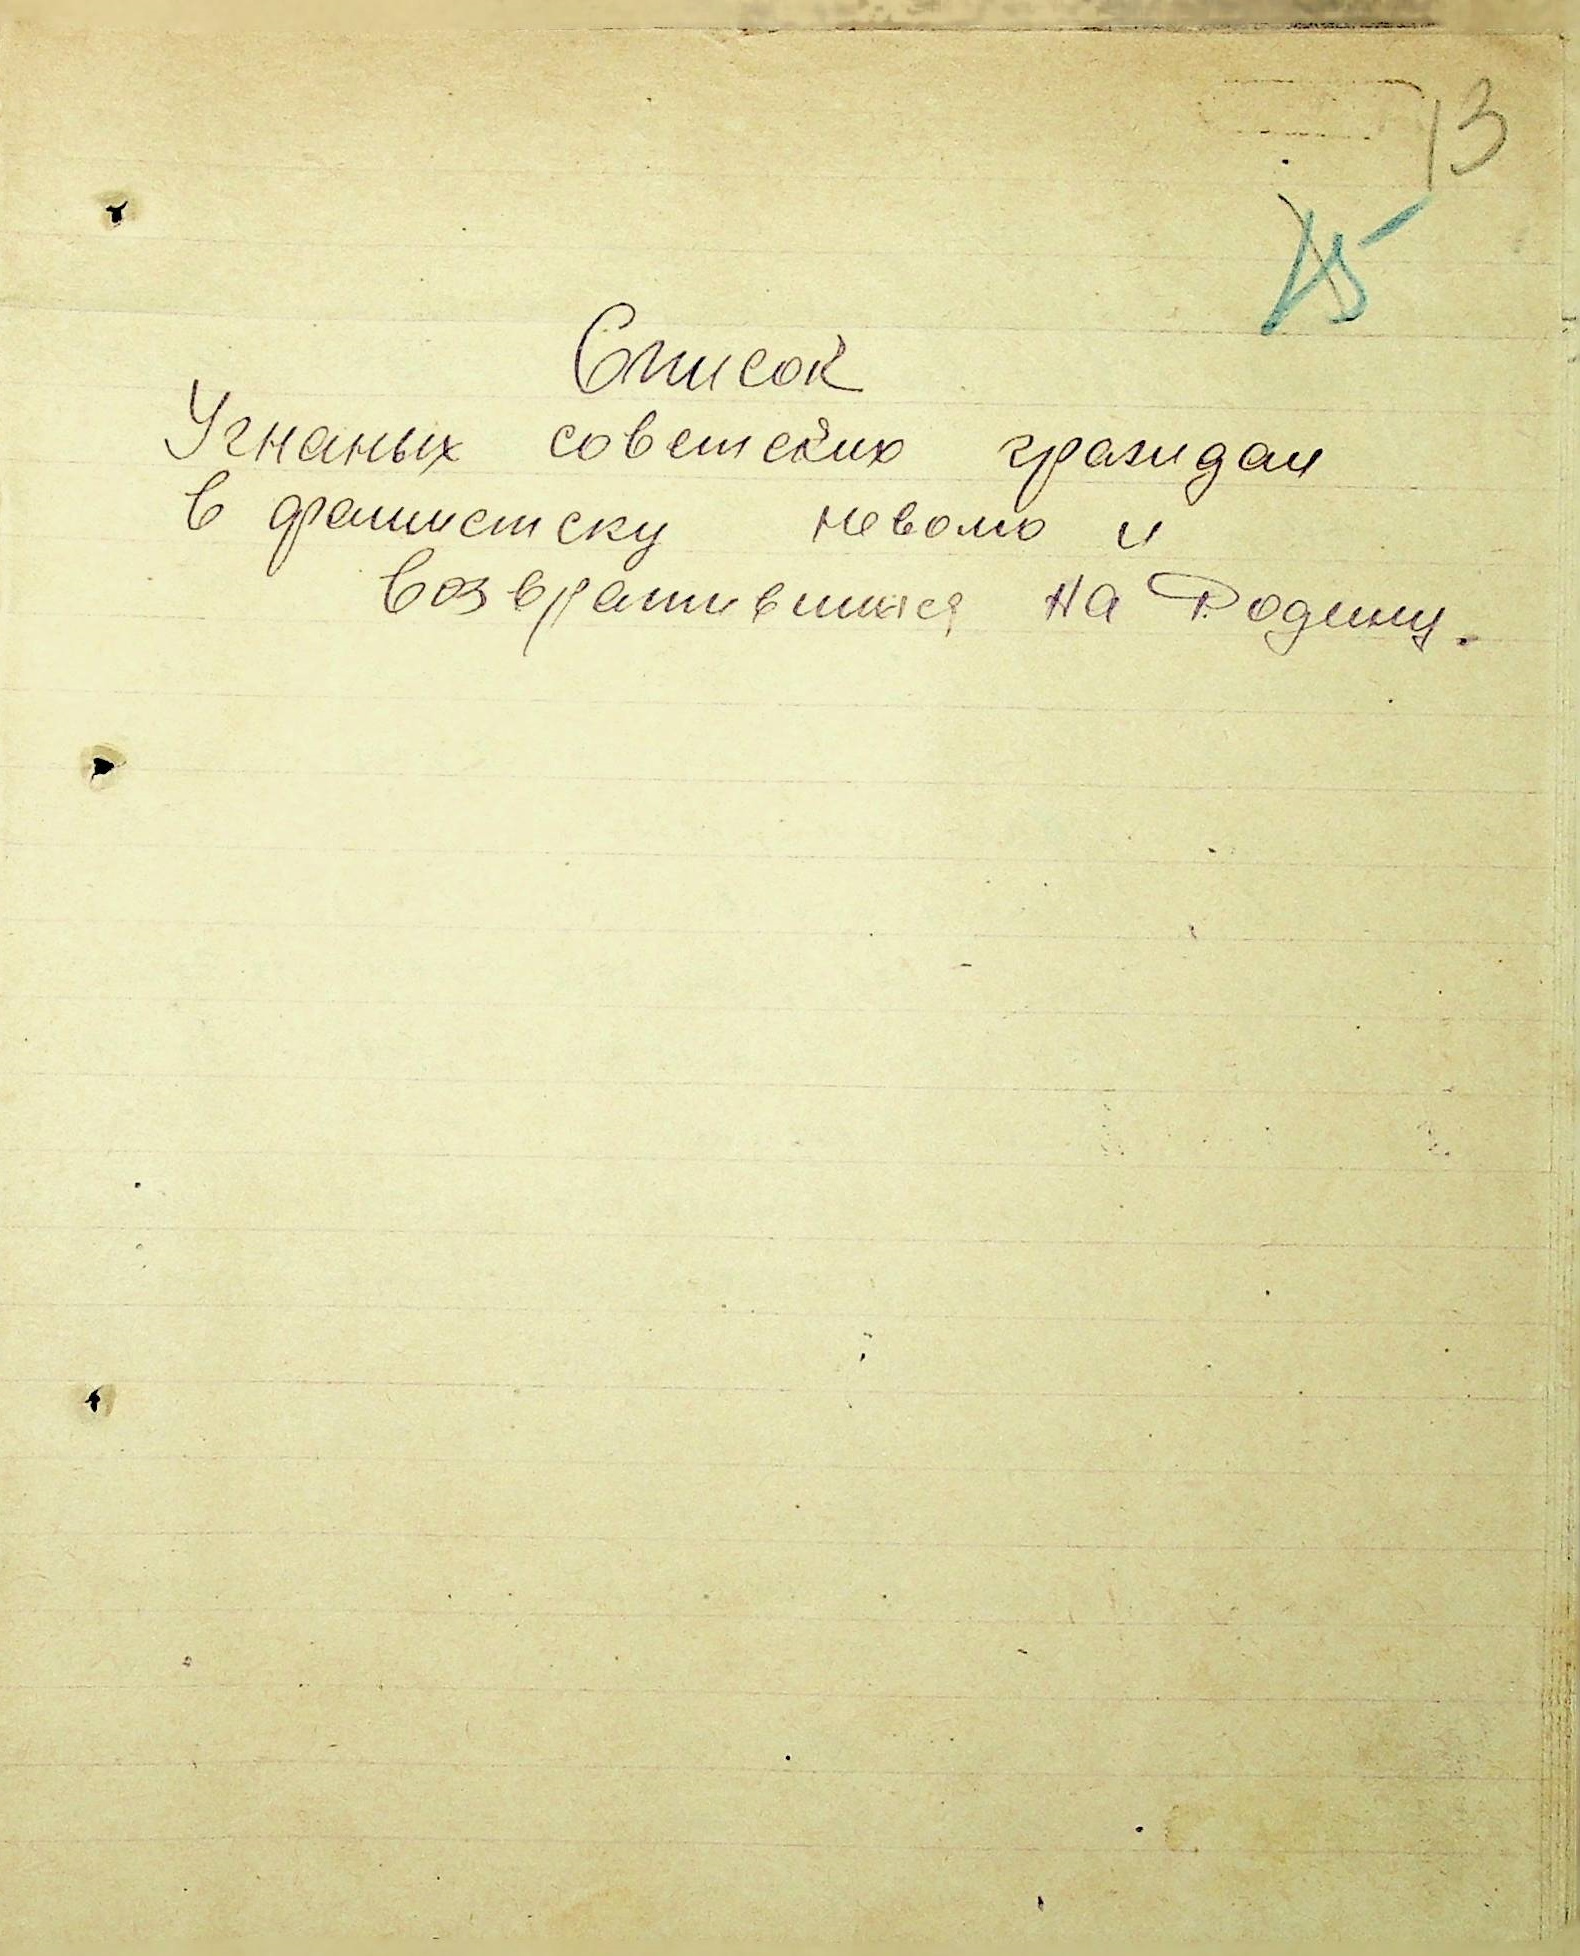 13
15
Список
Угнаных советских граждан
в фашистску неволю и
возвратившихся на Родину.